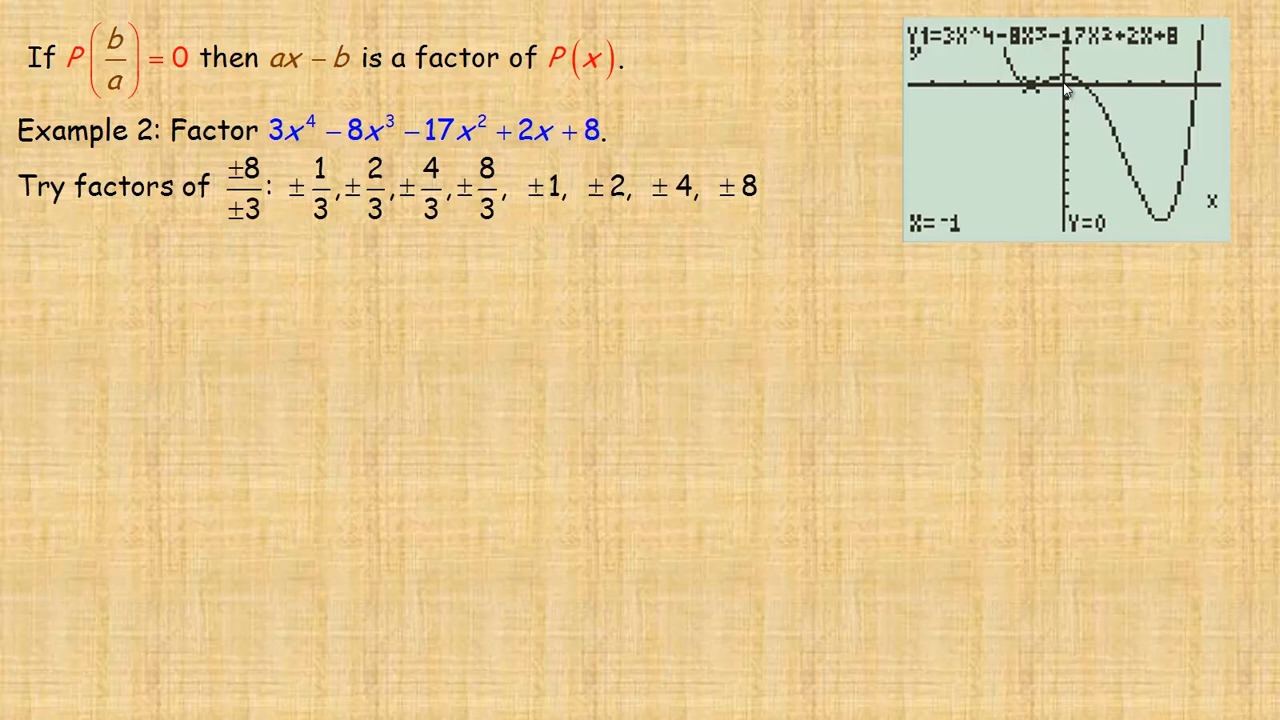 If P(b/a) = 0 then ax − b is a factor of P(x).
Example 2: Factor 3x⁴ − 8x³ − 17x² + 2x + 8.
Try factors of ±8/±3: ±1/3, ±2/3, ±4/3, ±8/3, ±1, ±2, ±4, ±8
Y1=3X^4-8X^3-17X²+2X+8
y
x
X=-1 Y=0